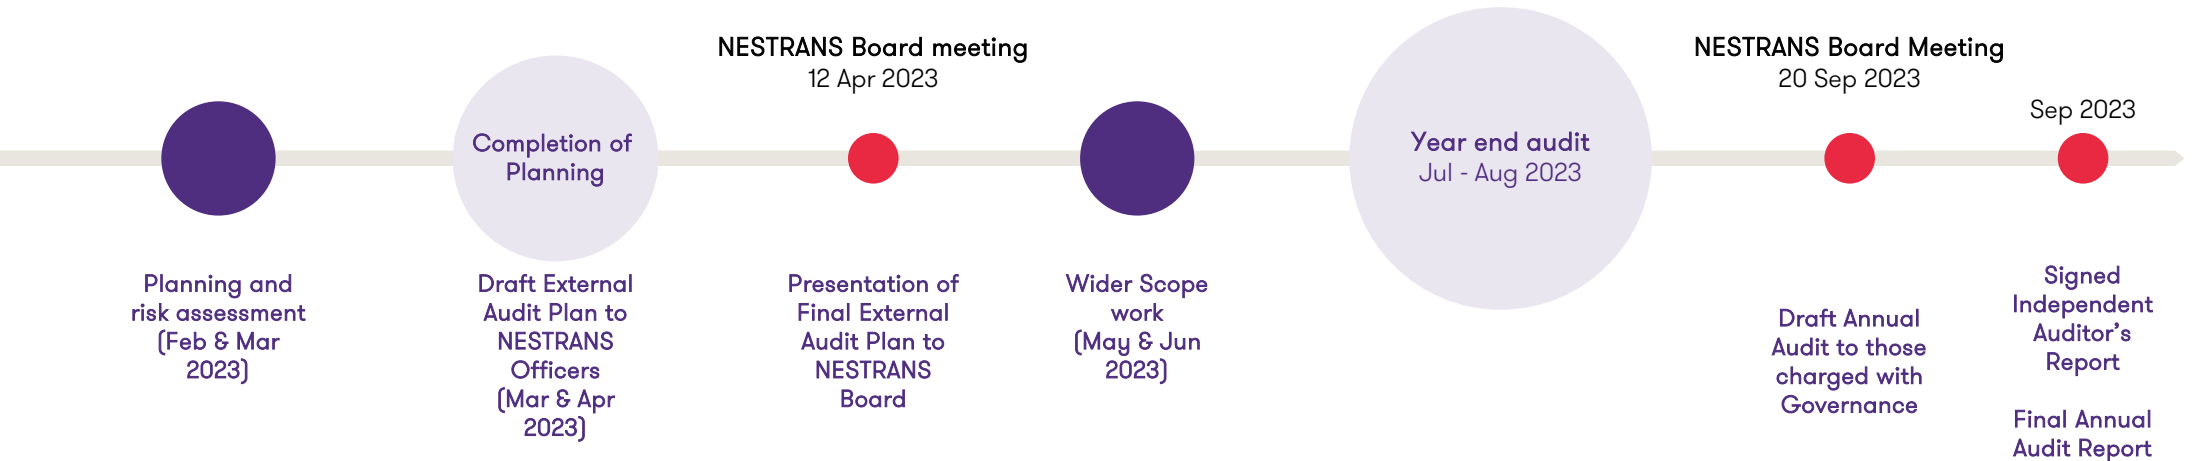 Planning and
risk assessment
(Feb & Mar
2023)
Completion of
Planning
Draft External
Audit Plan to
NESTRANS
Officers
(Mar & Apr
2023)
NESTRANS Board meeting
12 Apr 2023
Presentation of
Final External
Audit Plan to
NESTRANS
Board
Wider Scope
work
(May & Jun
2023)
Year end audit
Jul - Aug 2023
NESTRANS Board Meeting
20 Sep 2023
Draft Annual
Audit to those
charged with
Governance
Sep 2023
Signed
Independent
Auditor’s
Report
Final Annual
Audit Report